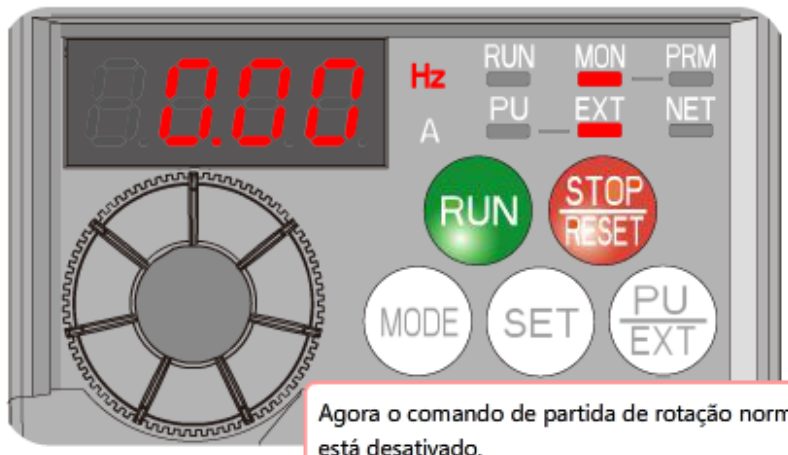 0.00
Hz RUN MON PRM
A PU EXT NET
RUN STOP
RESET
MODE SET PU
EXT
Agora o comando de partida de rotação
está desativado.